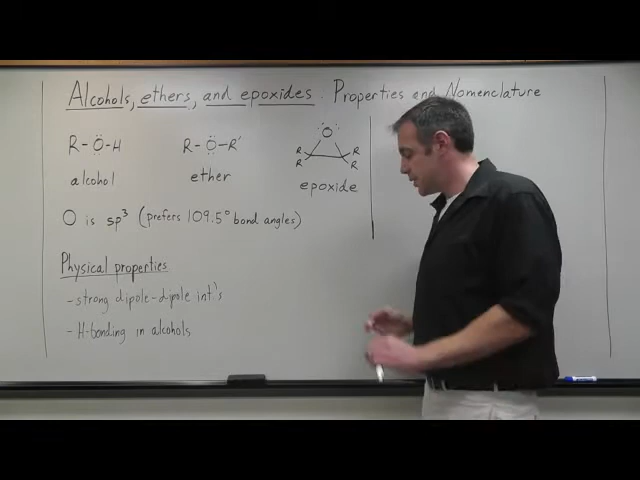 Alcohols, ethers, and epoxides. Properties and Nomenclature
R-O-H
alcohol
R-O-R'
ether
O
R R
R R
epoxide
O is sp³ (prefers 109.5° bond angles)
Physical properties
-strong dipole-dipole int.'s
-H-bonding in alcohols